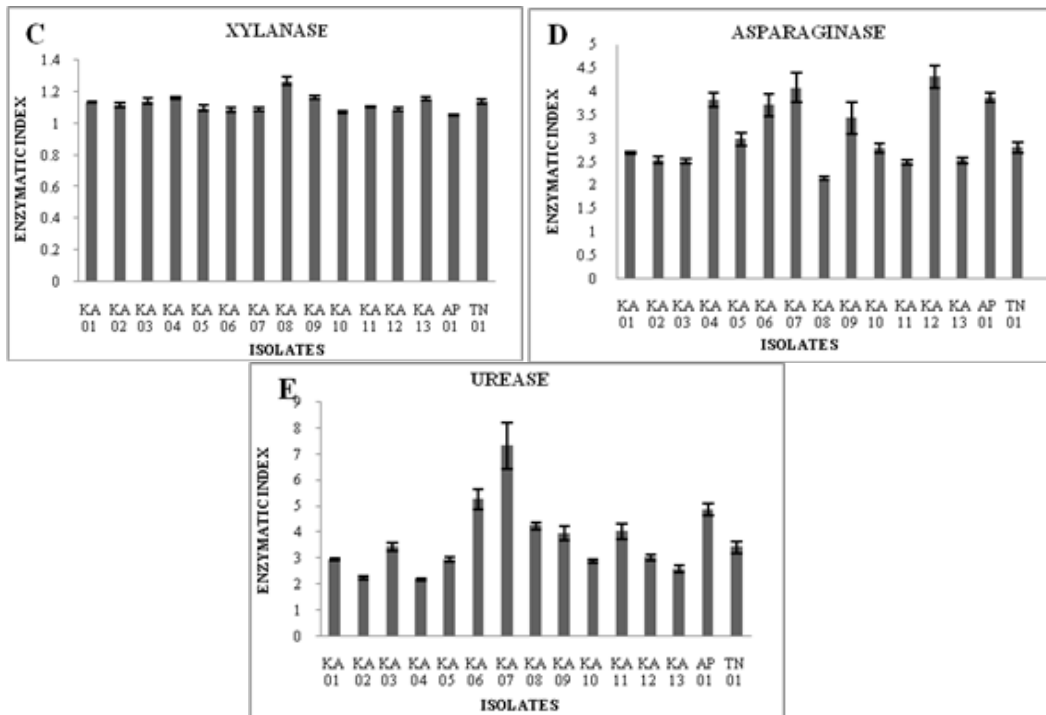 C
XYLANASE
ENZYMATIC INDEX
1.4
1.2
1
0.8
0.6
0.4
0.2
0
KA KA KA KA KA KA KA KA KA KA KA KA KA AP TN
01 02 03 04 05 06 07 08 09 10 11 12 13 01 01
ISOLATES
D
ASPARAGINASE
ENZYMATIC INDEX
5
4.5
4
3.5
3
2.5
2
1.5
1
0.5
0
KA KA KA KA KA KA KA KA KA KA KA KA KA AP TN
01 02 03 04 05 06 07 08 09 10 11 12 13 01 01
ISOLATES
E
UREASE
ENZYMATIC INDEX
9
8
7
6
5
4
3
2
1
0
KA KA KA KA KA KA KA KA KA KA KA KA KA AP TN
01 02 03 04 05 06 07 08 09 10 11 12 13 01 01
ISOLATES